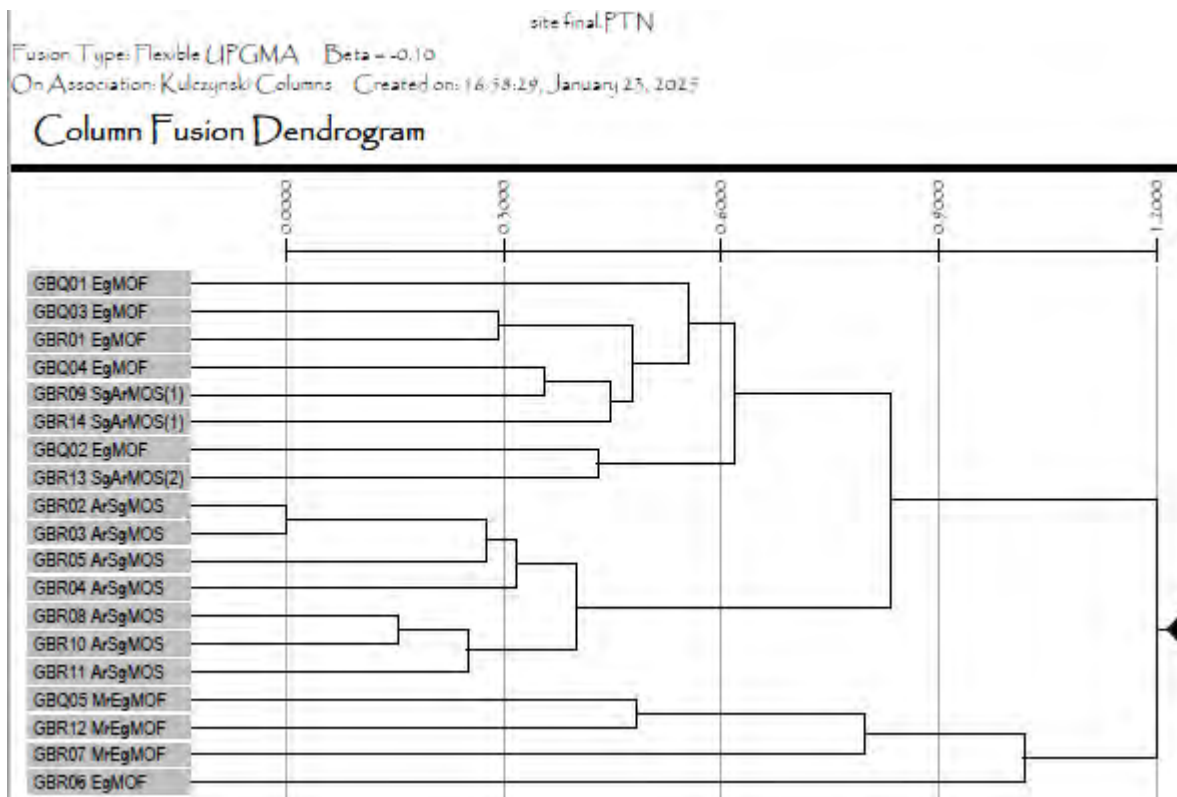 site final.PTN
Fusion Type: Flexible UPGMA Beta = -0.10
On Association: Kulczynski Columns Created on: 16:58:29, January 23, 2025
Column Fusion Dendrogram
0.0000 0.3000 0.6000 0.9000 1.2000
GBQ01 EgMOF
GBQ03 EgMOF
GBR01 EgMOF
GBQ04 EgMOF
GBR09 SgArMOS(1)
GBR14 SgArMOS(1)
GBQ02 EgMOF
GBR13 SgArMOS(2)
GBR02 ArSgMOS
GBR03 ArSgMOS
GBR05 ArSgMOS
GBR04 ArSgMOS
GBR08 ArSgMOS
GBR10 ArSgMOS
GBR11 ArSgMOS
GBQ05 MrEgMOF
GBR12 MrEgMOF
GBR07 MrEgMOF
GBR06 EgMOF